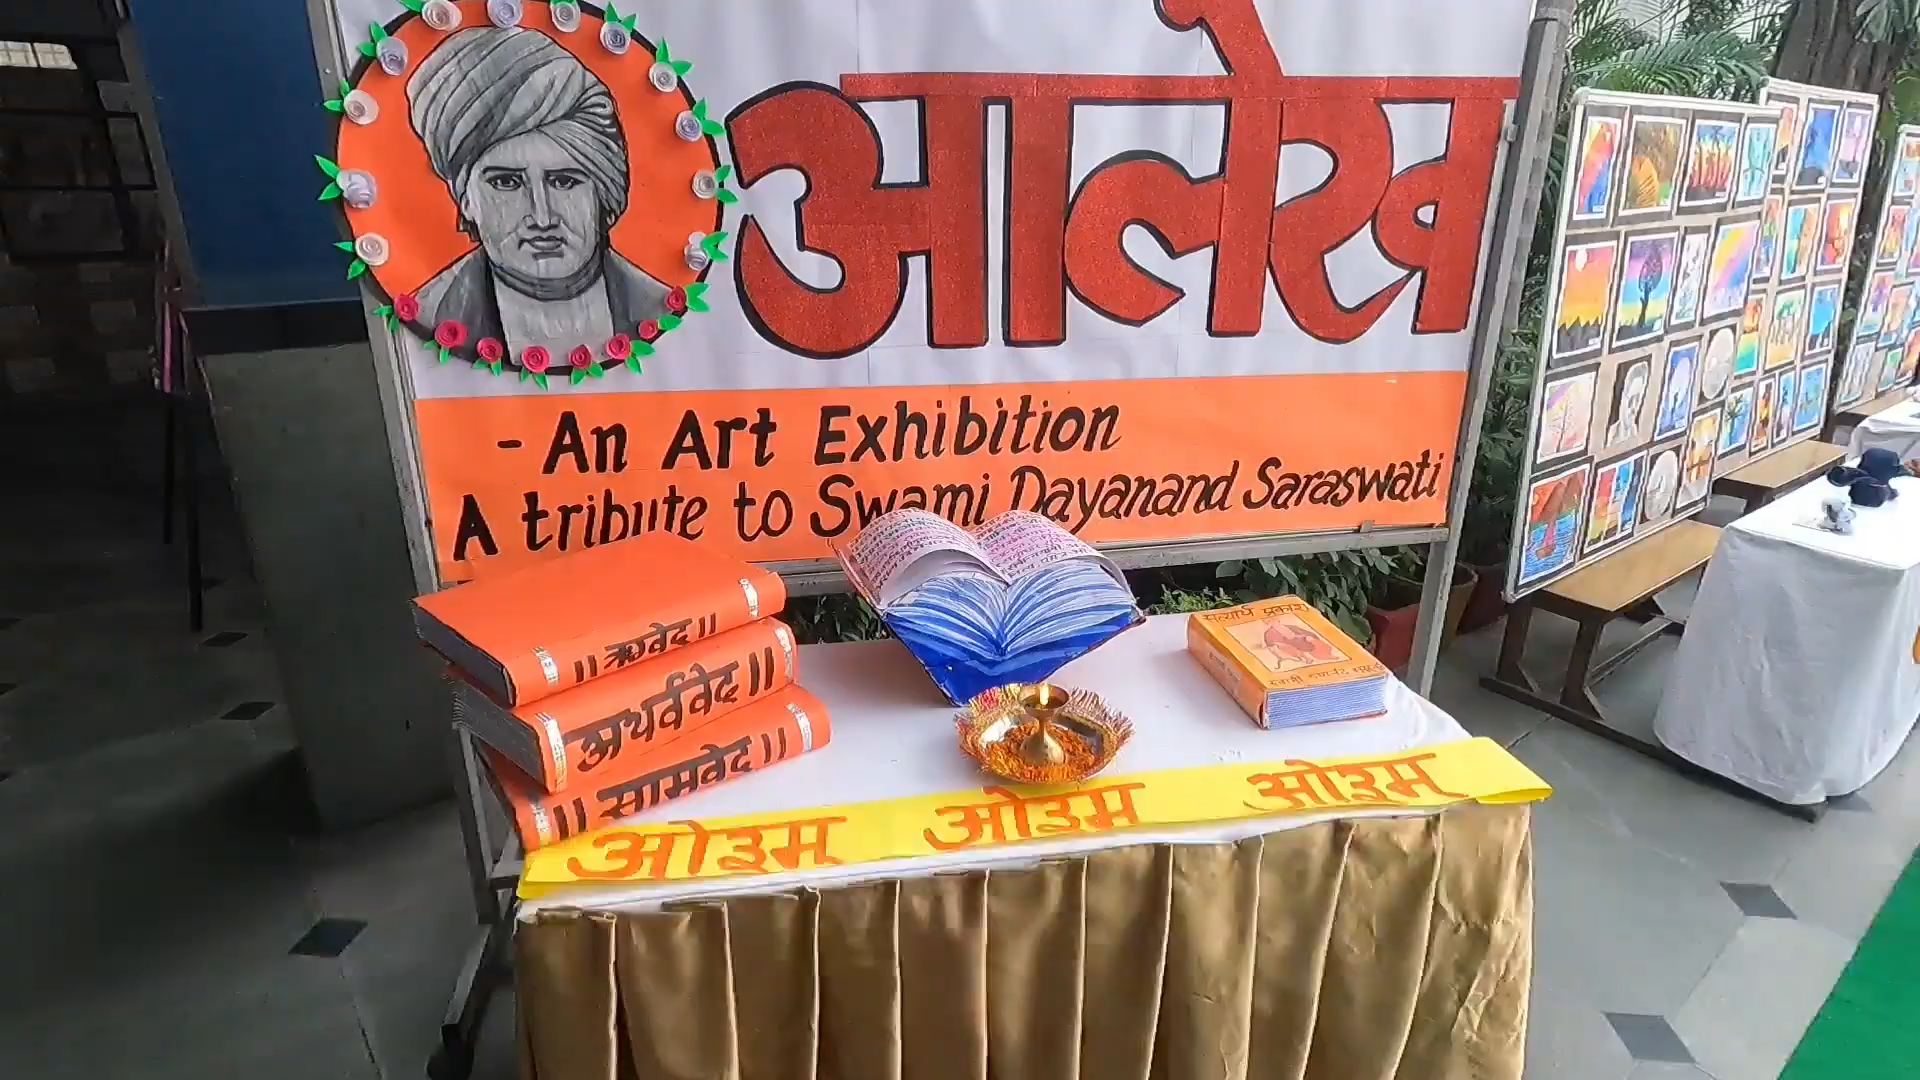 आलेख
- An Art Exhibition
A tribute to Swami Dayanand Saraswati
॥ ऋग्वेद ॥
अथर्ववेद ॥
॥ सामवेद ॥
सत्यार्थ प्रकाश
स्वामी
ओ३म् ओ३म ओ३म्